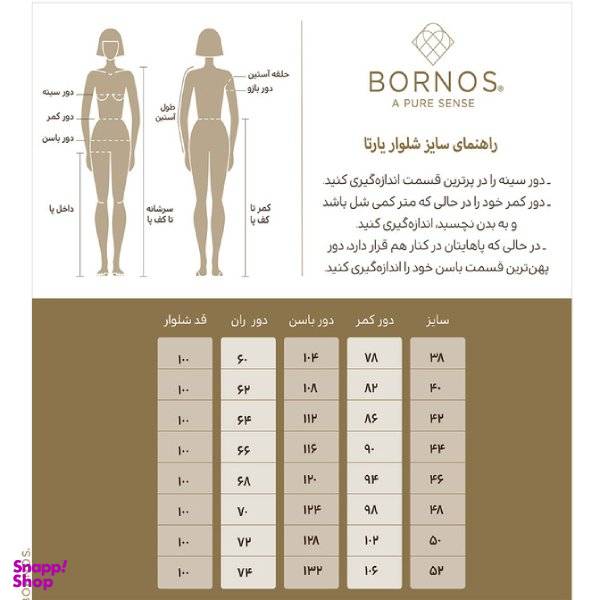 BORNOS®
A PURE SENSE
راهنمای سایز شلوار یارتا
- دور سینه را در پرترین قسمت اندازه‌گیری کنید.
- دور کمر خود را در حالی که متر کمی شل باشد
و به بدن نچسبد، اندازه‌گیری کنید.
- در حالی که پاهایتان در کنار هم قرار دارد، دور
پهن‌ترین قسمت باسن خود را اندازه‌گیری کنید.
حلقه آستین
دور بازو
طول
آستین
کمر تا
کف پا
دور سینه
دور کمر
دور باسن
داخل پا
سرشانه
تا کف پا
سایز دور کمر دور باسن دور ران قد شلوار
۳۸ ۷۸ ۱۰۴ ۶۰ ۱۰۰
۴۰ ۸۲ ۱۰۸ ۶۲ ۱۰۰
۴۲ ۸۶ ۱۱۲ ۶۴ ۱۰۰
۴۴ ۹۰ ۱۱۶ ۶۶ ۱۰۰
۴۶ ۹۴ ۱۲۰ ۶۸ ۱۰۰
۴۸ ۹۸ ۱۲۴ ۷۰ ۱۰۰
۵۰ ۱۰۲ ۱۲۸ ۷۲ ۱۰۰
۵۲ ۱۰۶ ۱۳۲ ۷۴ ۱۰۰
Snapp!
Shop